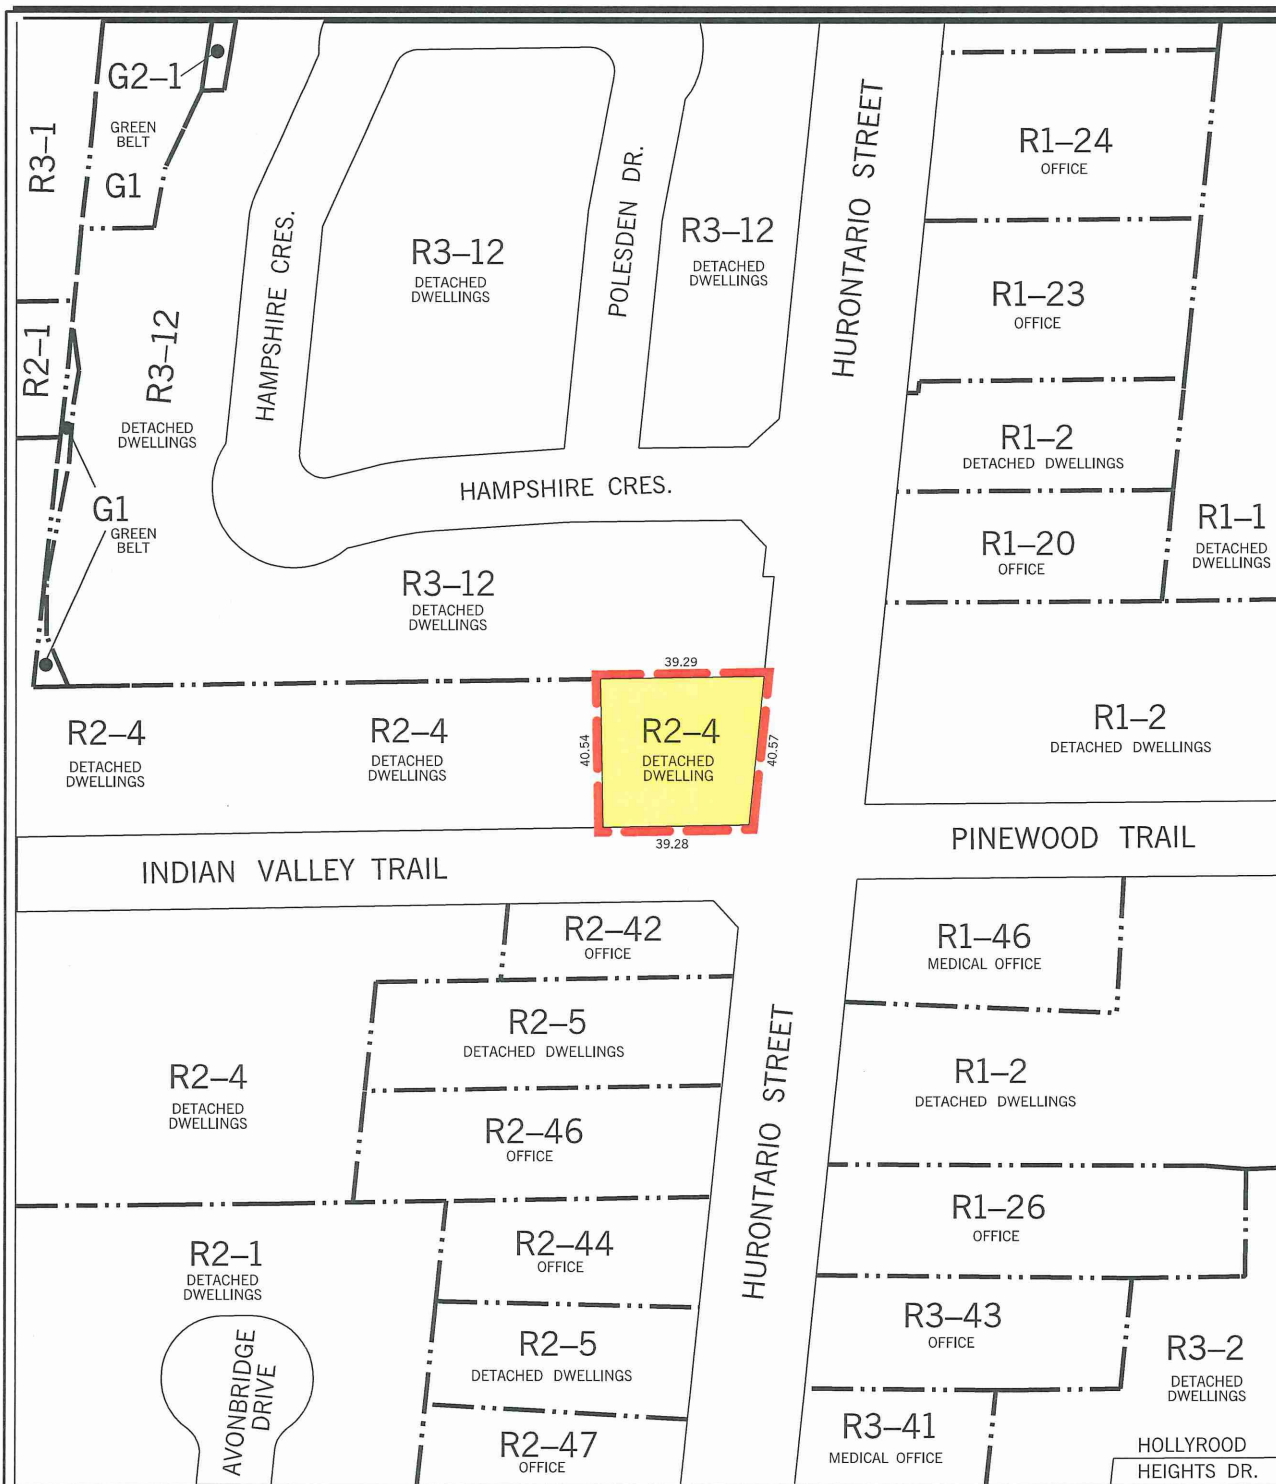 G2–1
GREEN
BELT
G1
R3–1
R2–1
R3–12
DETACHED
DWELLINGS
HAMPSHIRE CRES.
R3–12
DETACHED
DWELLINGS
POLESDEN DR.
R3–12
DETACHED
DWELLINGS
HURONTARIO STREET
R1–24
OFFICE
R1–23
OFFICE
R1–2
DETACHED DWELLINGS
R1–20
OFFICE
R1–1
DETACHED
DWELLINGS
HAMPSHIRE CRES.
G1
GREEN
BELT
R3–12
DETACHED
DWELLINGS
39.29
R2–4
DETACHED
DWELLINGS
R2–4
DETACHED
DWELLINGS
40.54
R2–4
DETACHED
DWELLING
40.57
39.28
R1–2
DETACHED DWELLINGS
INDIAN VALLEY TRAIL
PINEWOOD TRAIL
R2–42
OFFICE
R1–46
MEDICAL OFFICE
R2–5
DETACHED DWELLINGS
R2–4
DETACHED
DWELLINGS
R2–46
OFFICE
HURONTARIO STREET
R1–2
DETACHED DWELLINGS
R1–26
OFFICE
R2–1
DETACHED
DWELLINGS
R2–44
OFFICE
R3–43
OFFICE
R2–5
DETACHED DWELLINGS
R3–2
DETACHED
DWELLINGS
AVONBRIDGE
DRIVE
R2–47
OFFICE
R3–41
MEDICAL OFFICE
HOLLYROOD
HEIGHTS DR.